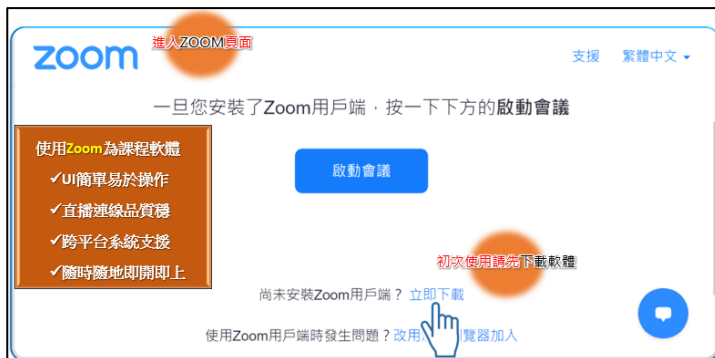 zoom
進入ZOOM頁面
支援 繁體中文
一旦您安裝了Zoom用戶端，按一下下方的啟動會議
使用Zoom為課程軟體
✓UI簡單易於操作
✓直播連線品質穩
✓跨平台系統支援
✓隨時隨地即開即上
啟動會議
初次使用請先下載軟體
尚未安裝Zoom用戶端？立即下載
使用Zoom用戶端時發生問題？改用 覽器加入